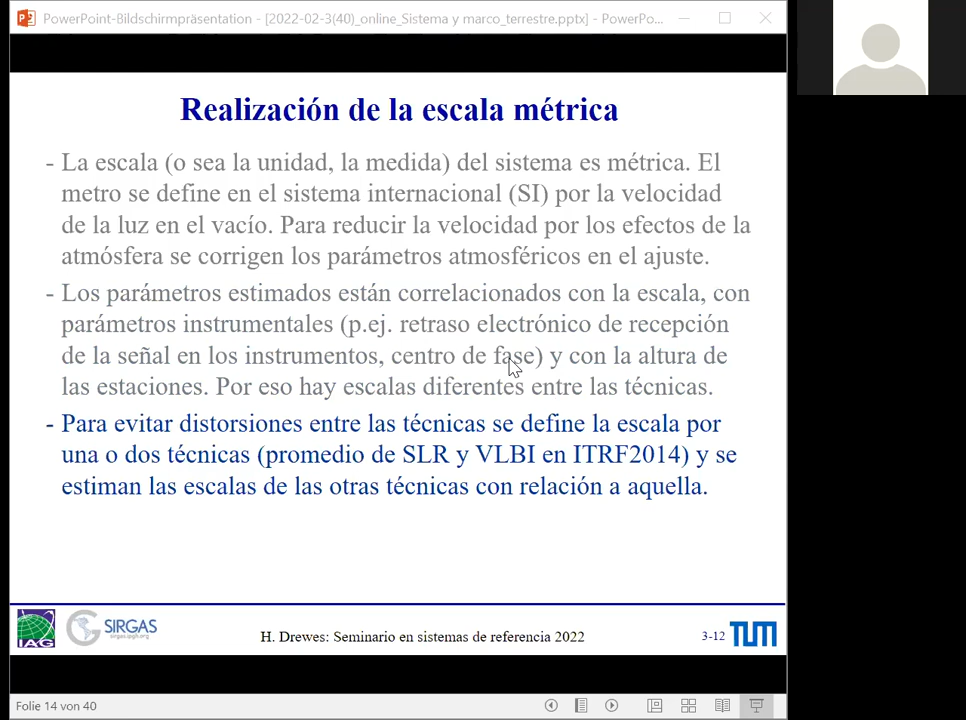 PowerPoint-Bildschirmpräsentation - [2022-02-3(40)_online_Sistema y marco_terrestre.pptx] - PowerPo...
Realización de la escala métrica
- La escala (o sea la unidad, la medida) del sistema es métrica. El
metro se define en el sistema internacional (SI) por la velocidad
de la luz en el vacío. Para reducir la velocidad por los efectos de la
atmósfera se corrigen los parámetros atmosféricos en el ajuste.
- Los parámetros estimados están correlacionados con la escala, con
parámetros instrumentales (p.ej. retraso electrónico de recepción
de la señal en los instrumentos, centro de fase) y con la altura de
las estaciones. Por eso hay escalas diferentes entre las técnicas.
- Para evitar distorsiones entre las técnicas se define la escala por
una o dos técnicas (promedio de SLR y VLBI en ITRF2014) y se
estiman las escalas de las otras técnicas con relación a aquella.
IAG
SIRGAS
sirgas.ipgh.org
H. Drewes: Seminario en sistemas de referencia 2022
3-12
TUM
Folie 14 von 40